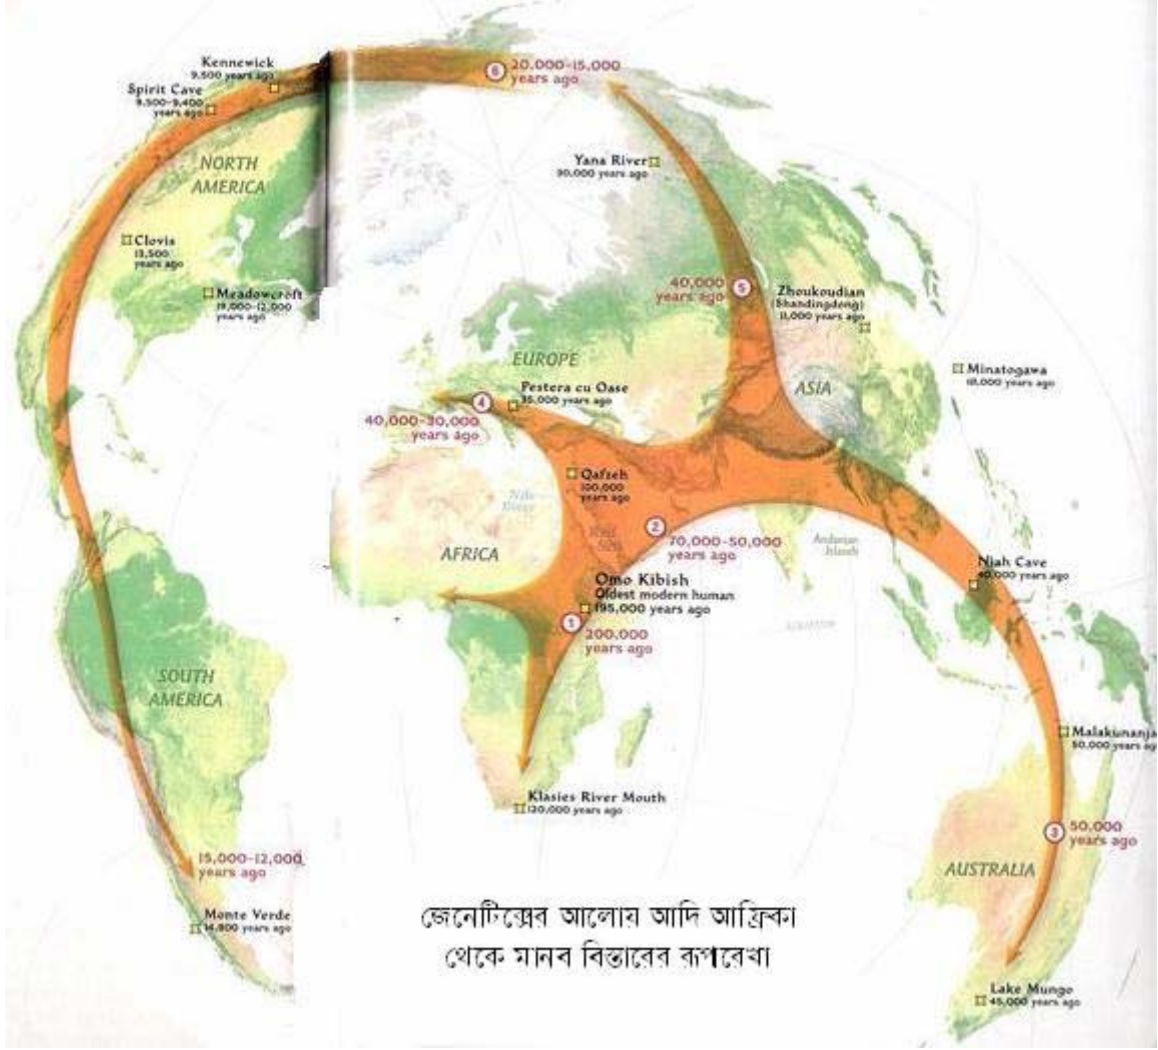 Kennewick
9,500 years ago
Spirit Cave
9,500-9,400
years ago
6
20,000-15,000
years ago
NORTH
AMERICA
Yana River
30,000 years ago
Clovis
13,500
years ago
Meadowcroft
19,000-12,000
years ago
40,000
years ago
5
Zhoukoudian
(Shandingdong)
11,000 years ago
EUROPE
ASIA
Minatogawa
18,000 years ago
Pestera cu Oase
35,000 years ago
4
40,000-30,000
years ago
Qafzeh
100,000
years ago
Nile
River
Red
Sea
2
70,000-50,000
years ago
Andaman
Islands
AFRICA
Niah Cave
40,000 years ago
Omo Kibish
Oldest modern human
195,000 years ago
1
200,000
years ago
SOUTH
AMERICA
Malakunanja
50,000 years ago
Klasies River Mouth
120,000 years ago
3
50,000
years ago
15,000-12,000
years ago
AUSTRALIA
Monte Verde
14,800 years ago
জেনেটিক্সের আলোয় আদি আফ্রিকা
থেকে মানব বিস্তারের রূপরেখা
Lake Mungo
45,000 years ago